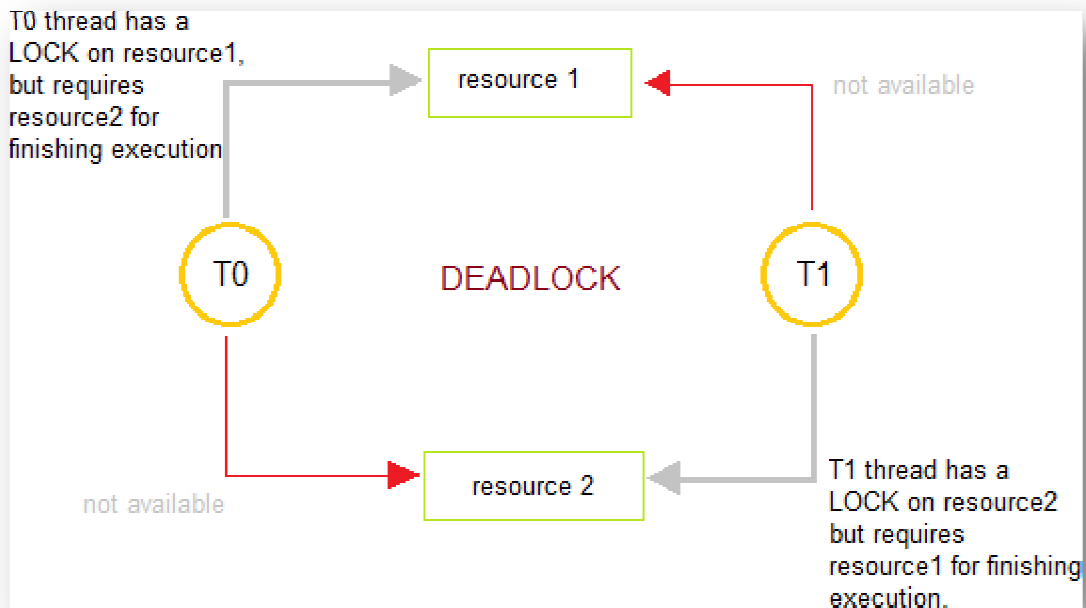 T0 thread has a
LOCK on resource1,
but requires
resource2 for
finishing execution
resource 1
not available
T0
DEADLOCK
T1
not available
resource 2
T1 thread has a
LOCK on resource2
but requires
resource1 for finishing
execution.